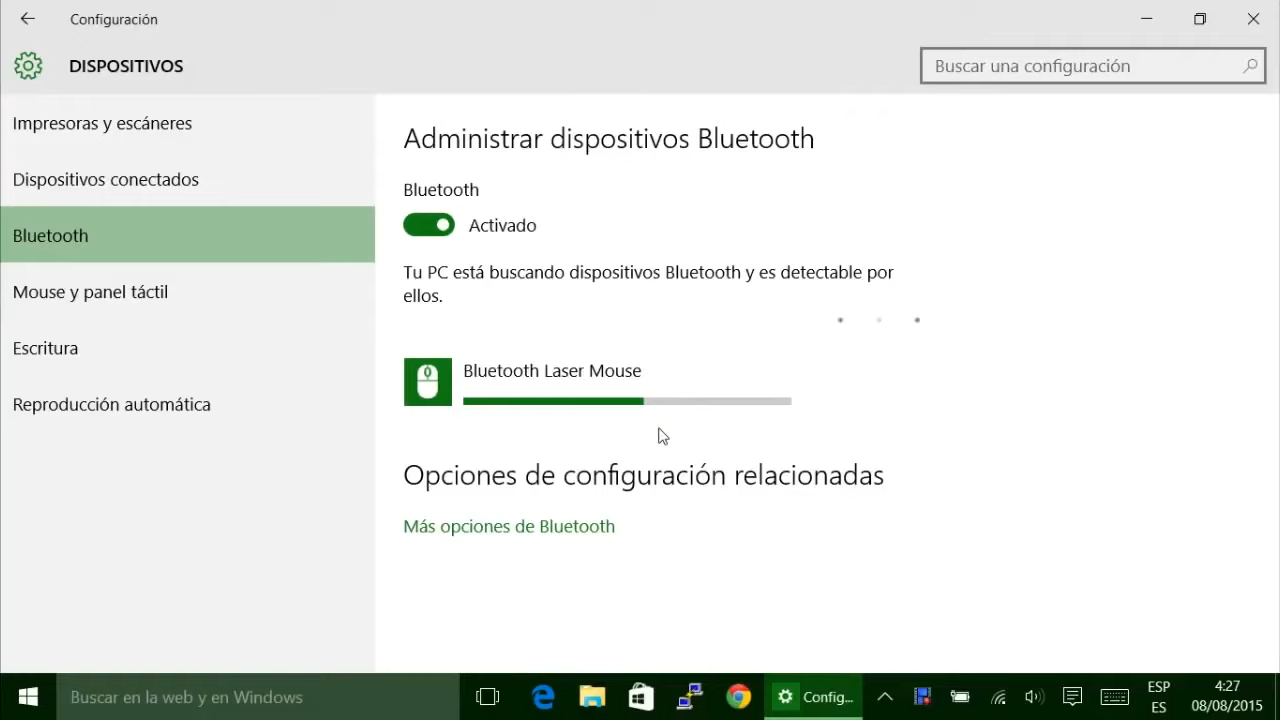 Configuración
DISPOSITIVOS
Buscar una configuración
Impresoras y escáneres
Dispositivos conectados
Bluetooth
Mouse y panel táctil
Escritura
Reproducción automática
Administrar dispositivos Bluetooth
Bluetooth
Activado
Tu PC está buscando dispositivos Bluetooth y es detectable por
ellos.
Bluetooth Laser Mouse
Opciones de configuración relacionadas
Más opciones de Bluetooth
Buscar en la web y en Windows
Config...
ESP
ES
4:27
08/08/2015